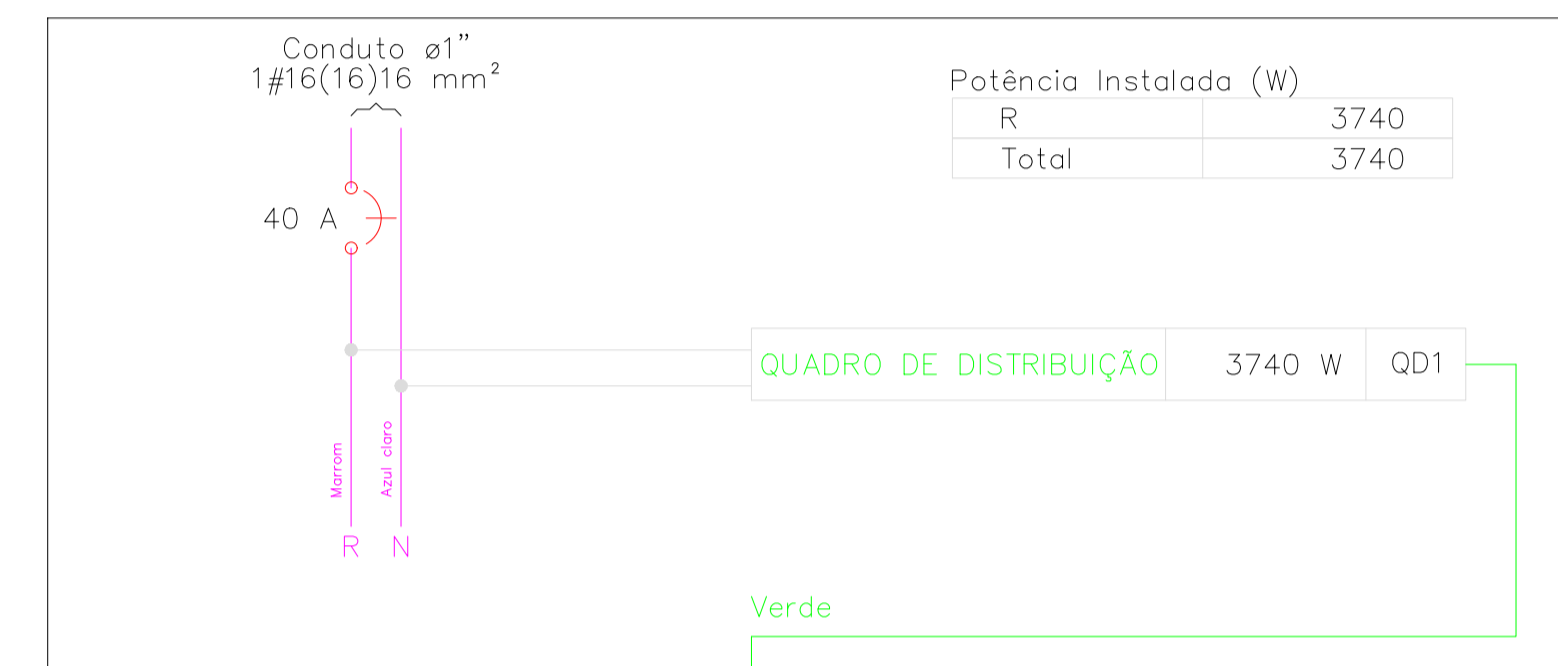 Conduto ø1”
1#16(16)16 mm²
Potência Instalada (W)
R 3740
Total 3740
40 A
QUADRO DE DISTRIBUIÇÃO 3740 W QD1
Marrom
Azul claro
R N
Verde